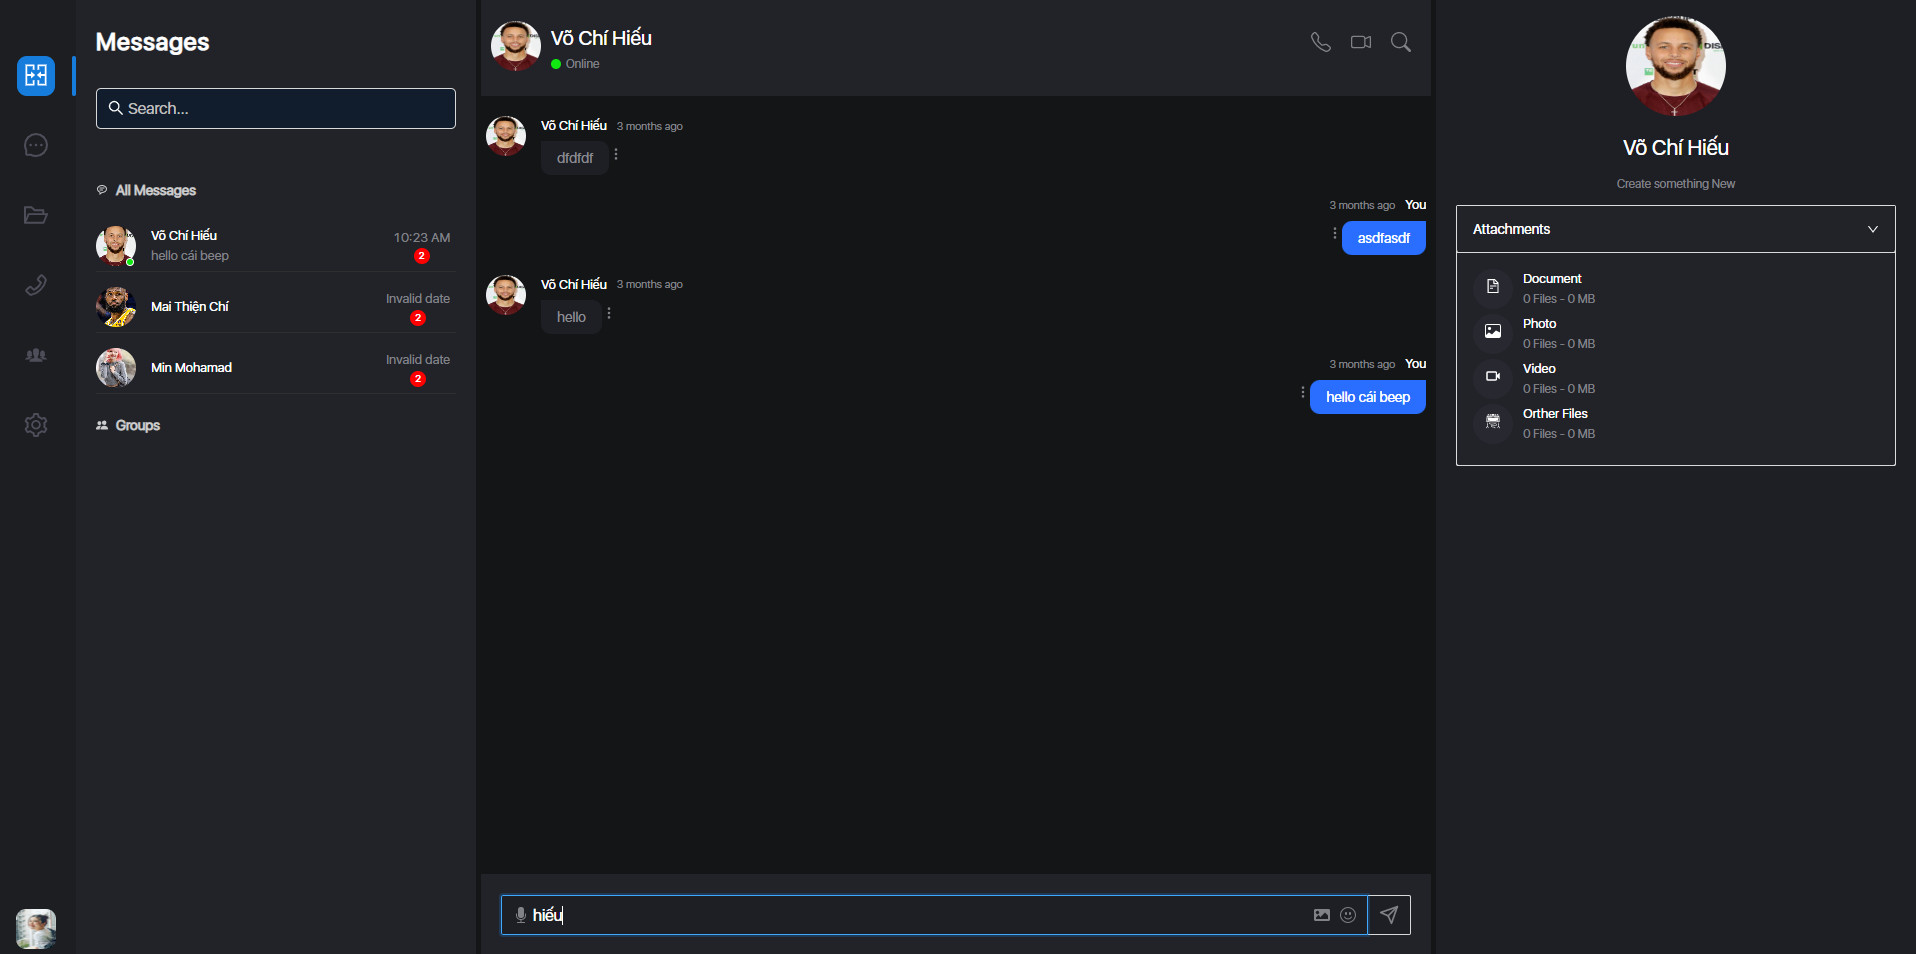 Messages
Search...
All Messages
Võ Chí Hiếu
10:23 AM
hello cái beep
2
Mai Thiện Chí
Invalid date
2
Min Mohamad
Invalid date
2
Groups
Võ Chí Hiếu
Online
Võ Chí Hiếu 3 months ago
dfdfdf
3 months ago You
asdfasdf
Võ Chí Hiếu 3 months ago
hello
3 months ago You
hello cái beep
hiếu
Võ Chí Hiếu
Create something New
Attachments
Document
0 Files - 0 MB
Photo
0 Files - 0 MB
Video
0 Files - 0 MB
Orther Files
0 Files - 0 MB